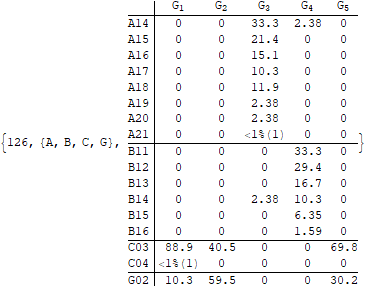 G1 G2 G3 G4 G5
A14 0 0 33.3 2.38 0
A15 0 0 21.4 0 0
A16 0 0 15.1 0 0
A17 0 0 10.3 0 0
A18 0 0 11.9 0 0
A19 0 0 2.38 0 0
A20 0 0 2.38 0 0
A21 0 0 <1%(1) 0 0
{126, {A, B, C, G}, }
B11 0 0 0 33.3 0
B12 0 0 0 29.4 0
B13 0 0 0 16.7 0
B14 0 0 2.38 10.3 0
B15 0 0 0 6.35 0
B16 0 0 0 1.59 0
C03 88.9 40.5 0 0 69.8
C04 <1%(1) 0 0 0 0
G02 10.3 59.5 0 0 30.2